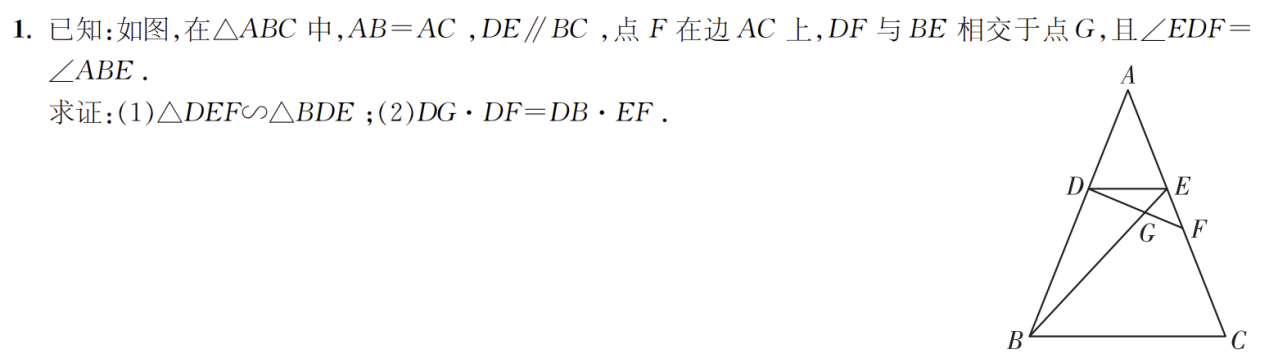 1. 已知:如图,在△ABC 中,AB=AC ,DE∥BC ,点 F 在边 AC 上,DF 与 BE 相交于点G,且∠EDF=
∠ABE .
求证:(1)△DEF∽△BDE ;(2)DG·DF=DB·EF .
A
D
E
G
F
B
C